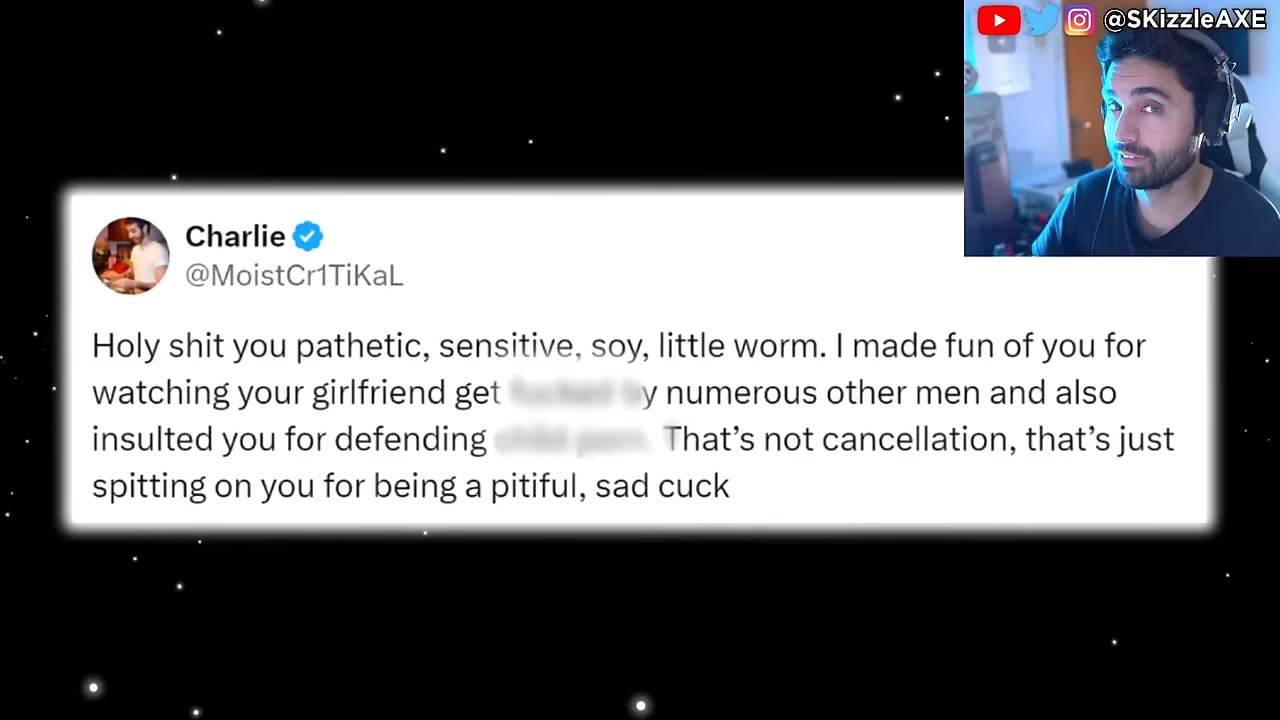 @SKizzleAXE
Charlie
@MoistCr1TiKaL
Holy shit you pathetic, sensitive, soy, little worm. I made fun of you for
watching your girlfriend get y numerous other men and also
insulted you for defending That’s not cancellation, that’s just
spitting on you for being a pitiful, sad cuck